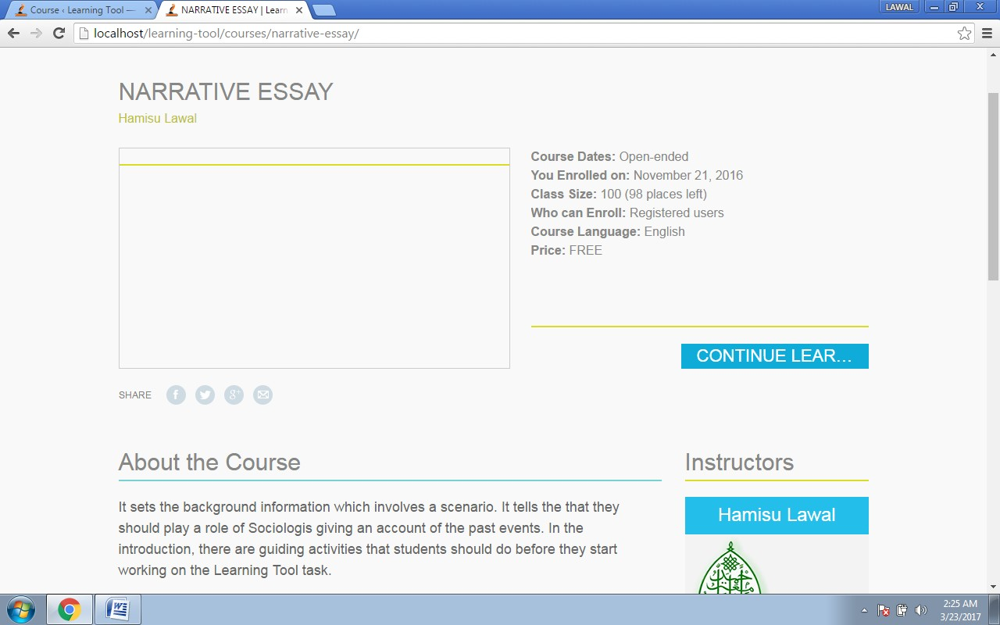 Course ‹ Learning Tool —
NARRATIVE ESSAY | Learn
LAWAL
localhost/learning-tool/courses/narrative-essay/
NARRATIVE ESSAY
Hamisu Lawal
Course Dates: Open-ended
You Enrolled on: November 21, 2016
Class Size: 100 (98 places left)
Who can Enroll: Registered users
Course Language: English
Price: FREE
CONTINUE LEAR...
SHARE
About the Course
It sets the background information which involves a scenario. It tells the that they
should play a role of Sociologis giving an account of the past events. In the
introduction, there are guiding activities that students should do before they start
working on the Learning Tool task.
Instructors
Hamisu Lawal
2:25 AM
3/23/2017